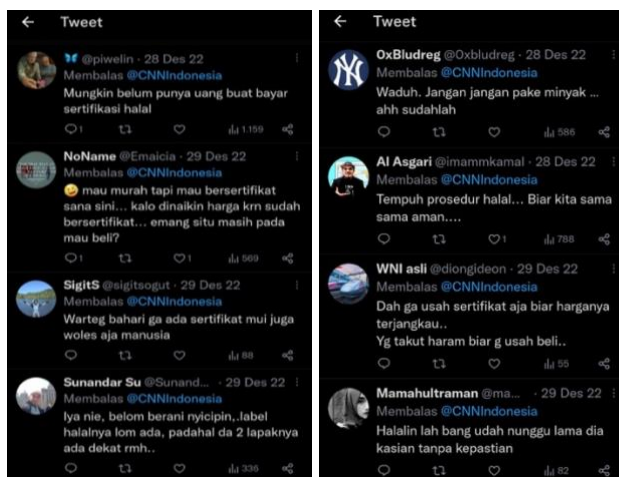 Tweet
@piwelin · 28 Des 22
Membalas @CNNIndonesia
Mungkin belum punya uang buat bayar
sertifikasi halal
1 1.159
NoName @Emaicia · 29 Des 22
Membalas @CNNIndonesia
🤪 mau murah tapi mau bersertifikat
sana sini... kalo dinaikin harga krn sudah
bersertifikat... emang situ masih pada
mau beli?
1 1 569
SigitS @sigitsogut · 29 Des 22
Membalas @CNNIndonesia
Warteg bahari ga ada sertifikat mui juga
woles aja manusia
88
Sunandar Su @Sunand... · 29 Des 22
Membalas @CNNIndonesia
Iya nie, belom berani nyicipin,.label
halalnya lom ada, padahal da 2 lapaknya
ada dekat rmh..
336
Tweet
OxBludreg @Oxbludreg · 28 Des 22
Membalas @CNNIndonesia
Waduh. Jangan jangan pake minyak ...
ahh sudahlah
586
Al Asgari @imammkamal · 28 Des 22
Membalas @CNNIndonesia
Tempuh prosedur halal... Biar kita sama
sama aman....
1 788
WNI asli @diongideon · 29 Des 22
Membalas @CNNIndonesia
Dah ga usah sertifikat aja biar harganya
terjangkau..
Yg takut haram biar g usah beli..
55
Mamahultraman @ma... · 29 Des 22
Membalas @CNNIndonesia
Halalin lah bang udah nunggu lama dia
kasian tanpa kepastian
82